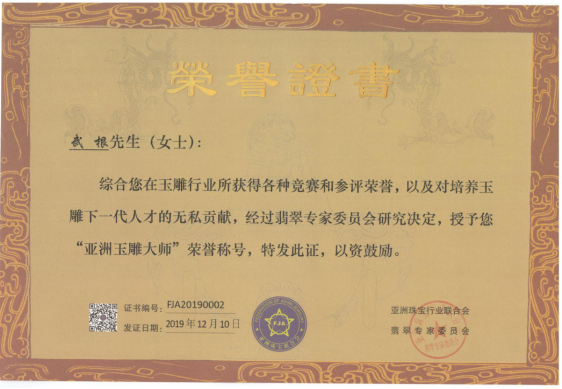 榮譽證書
武根先生（女士）：
综合您在玉雕行业所获得各种竞赛和参评荣誉，以及对培养玉
雕下一代人才的无私贡献，经过翡翠专家委员会研究决定，授予您
“亚洲玉雕大师”荣誉称号，特发此证，以资鼓励。
证书编号：FJA20190002
发证日期：2019年12月10日
FJA
亚洲珠宝行业联合会
翡翠专家委员会